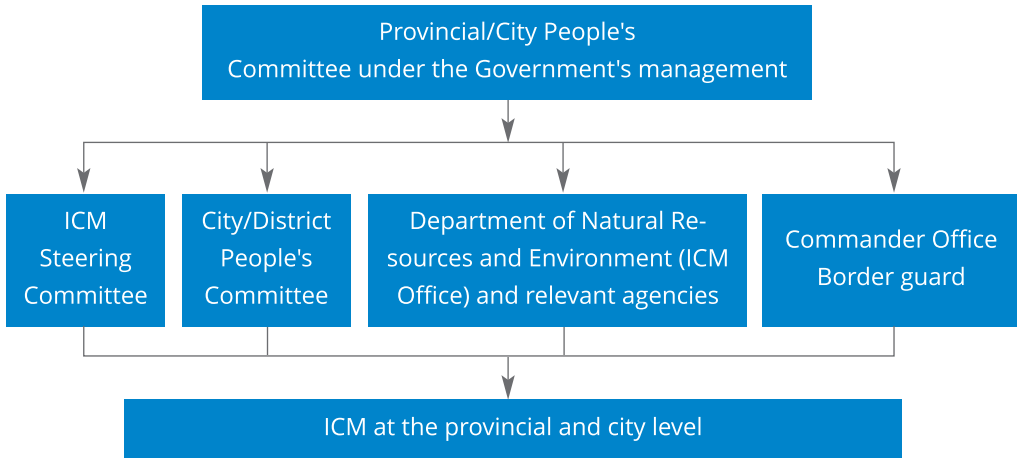 Provincial/City People's
Committee under the Government's management
ICM
Steering
Committee
City/District
People's
Committee
Department of Natural Re-
sources and Environment (ICM
Office) and relevant agencies
Commander Office
Border guard
ICM at the provincial and city level